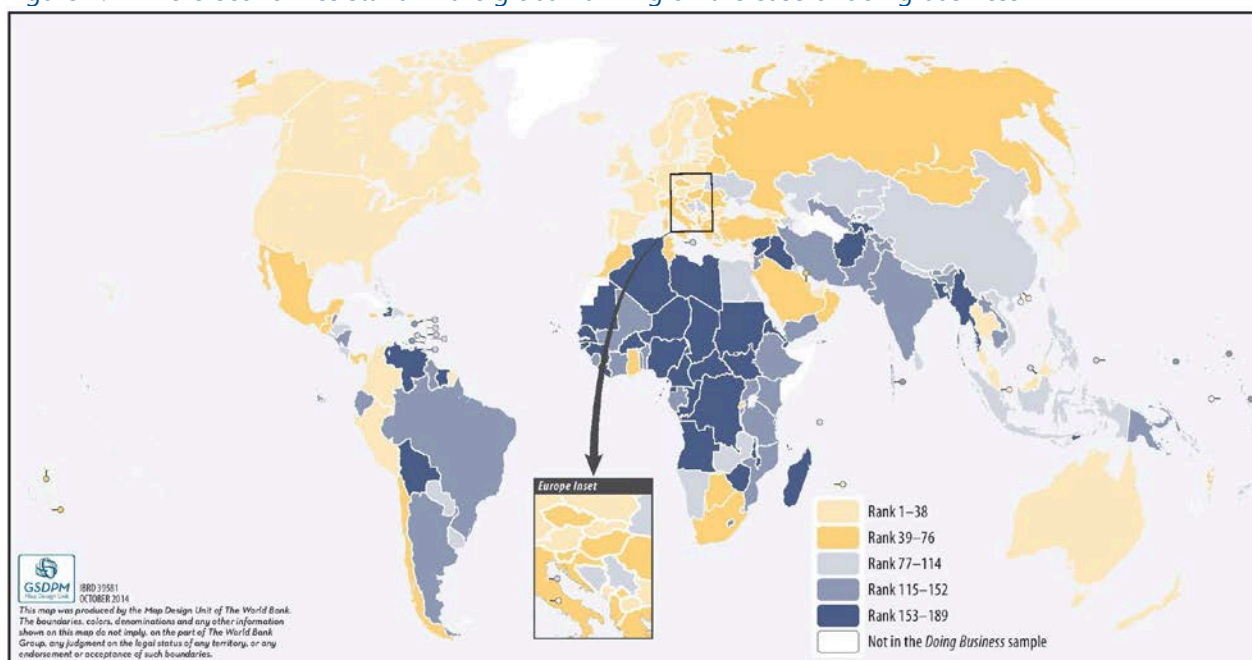 Europe Inset
Rank 1–38
Rank 39–76
Rank 77–114
Rank 115–152
Rank 153–189
Not in the Doing Business sample
GSDPM
Map Design Unit
IBRD 39581
OCTOBER 2014
This map was produced by the Map Design Unit of The World Bank.
The boundaries, colors, denominations and any other information
shown on this map do not imply, on the part of The World Bank
Group, any judgment on the legal status of any territory, or any
endorsement or acceptance of such boundaries.